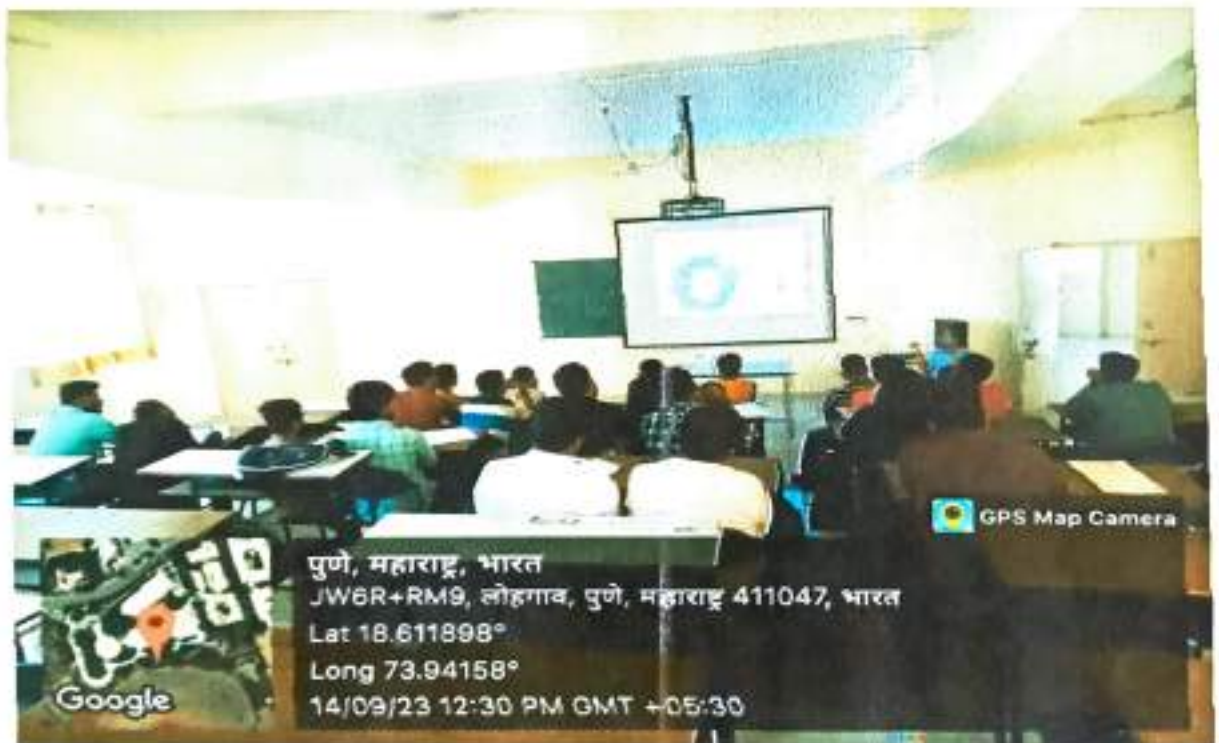 GPS Map Camera
पुणे, महाराष्ट्र, भारत
JW6R+RM9, लोहगाव, पुणे, महाराष्ट्र 411047, भारत
Lat 18.611898°
Long 73.94158°
14/09/23 12:30 PM GMT +05:30
Google